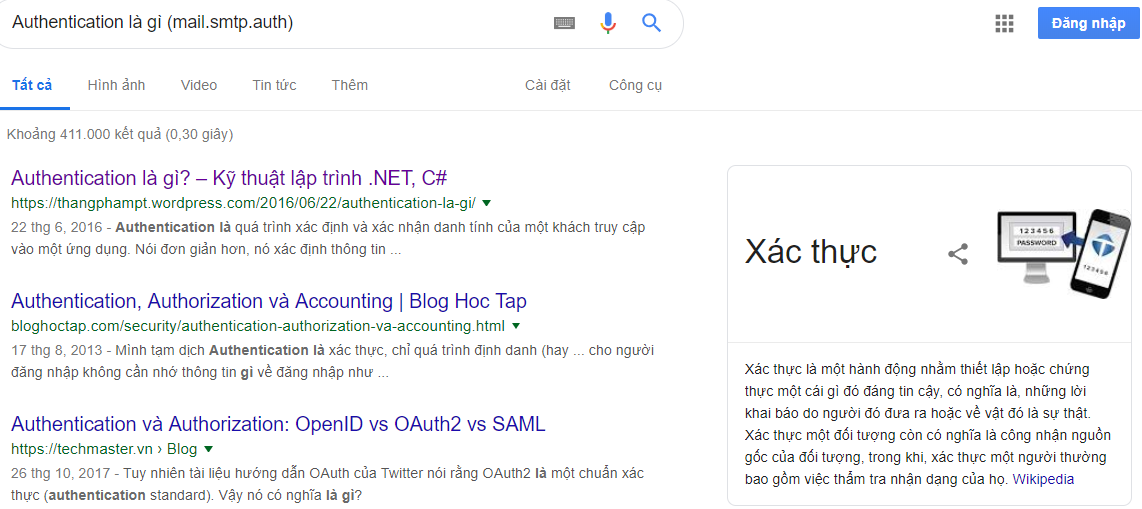 Authentication là gì (mail.smtp.auth)
Đăng nhập
Tất cả Hình ảnh Video Tin tức Thêm Cài đặt Công cụ
Khoảng 411.000 kết quả (0,30 giây)
Authentication là gì? – Kỹ thuật lập trình .NET, C#
https://thangphampt.wordpress.com/2016/06/22/authentication-la-gi/
22 thg 6, 2016 - Authentication là quá trình xác định và xác nhận danh tính của một khách truy cập
vào một ứng dụng. Nói đơn giản hơn, nó xác định thông tin ...
Authentication, Authorization và Accounting | Blog Hoc Tap
bloghoctap.com/security/authentication-authorization-va-accounting.html
17 thg 8, 2013 - Mình tạm dịch Authentication là xác thực, chỉ quá trình định danh (hay ... cho người
đăng nhập không cần nhớ thông tin gì về đăng nhập như ...
Authentication và Authorization: OpenID vs OAuth2 vs SAML
https://techmaster.vn › Blog
26 thg 10, 2017 - Tuy nhiên tài liệu hướng dẫn OAuth của Twitter nói rằng OAuth2 là một chuẩn xác
thực (authentication standard). Vậy nó có nghĩa là gì?
Xác thực
123456
PASSWORD
123456
Xác thực là một hành động nhằm thiết lập hoặc chứng
thực một cái gì đó đáng tin cậy, có nghĩa là, những lời
khai báo do người đó đưa ra hoặc về vật đó là sự thật.
Xác thực một đối tượng còn có nghĩa là công nhận nguồn
gốc của đối tượng, trong khi, xác thực một người thường
bao gồm việc thẩm tra nhận dạng của họ. Wikipedia